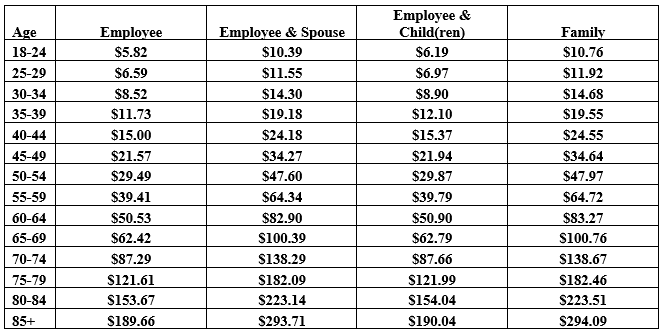 Age Employee Employee & Spouse Employee & Child(ren) Family
18-24 $5.82 $10.39 $6.19 $10.76
25-29 $6.59 $11.55 $6.97 $11.92
30-34 $8.52 $14.30 $8.90 $14.68
35-39 $11.73 $19.18 $12.10 $19.55
40-44 $15.00 $24.18 $15.37 $24.55
45-49 $21.57 $34.27 $21.94 $34.64
50-54 $29.49 $47.60 $29.87 $47.97
55-59 $39.41 $64.34 $39.79 $64.72
60-64 $50.53 $82.90 $50.90 $83.27
65-69 $62.42 $100.39 $62.79 $100.76
70-74 $87.29 $138.29 $87.66 $138.67
75-79 $121.61 $182.09 $121.99 $182.46
80-84 $153.67 $223.14 $154.04 $223.51
85+ $189.66 $293.71 $190.04 $294.09